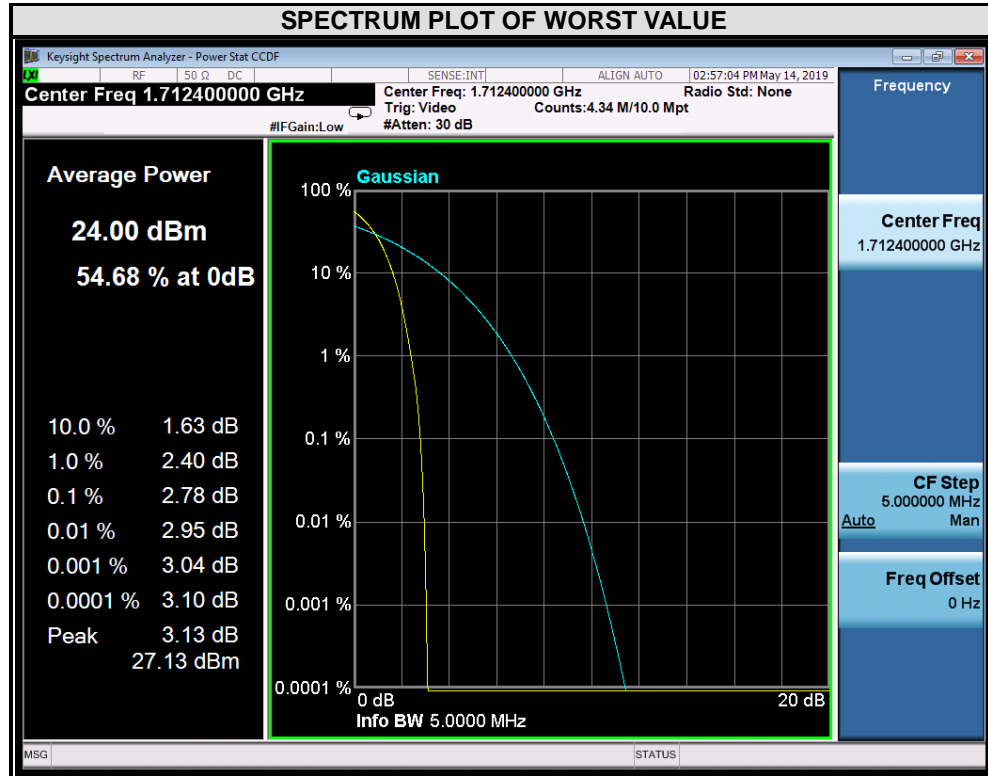 SPECTRUM PLOT OF WORST VALUE
Keysight Spectrum Analyzer - Power Stat CCDF
LXI RF 50 Ω DC SENSE:INT ALIGN AUTO 02:57:04 PM May 14, 2019
Center Freq 1.712400000 GHz
Center Freq: 1.712400000 GHz Radio Std: None
Trig: Video Counts:4.34 M/10.0 Mpt
#IFGain:Low #Atten: 30 dB
Frequency
Average Power
24.00 dBm
54.68 % at 0dB
10.0 % 1.63 dB
1.0 % 2.40 dB
0.1 % 2.78 dB
0.01 % 2.95 dB
0.001 % 3.04 dB
0.0001 % 3.10 dB
Peak 3.13 dB
27.13 dBm
Gaussian
100 %
10 %
1 %
0.1 %
0.01 %
0.001 %
0.0001 %
0 dB 20 dB
Info BW 5.0000 MHz
Center Freq
1.712400000 GHz
CF Step
5.000000 MHz
Auto Man
Freq Offset
0 Hz
MSG STATUS